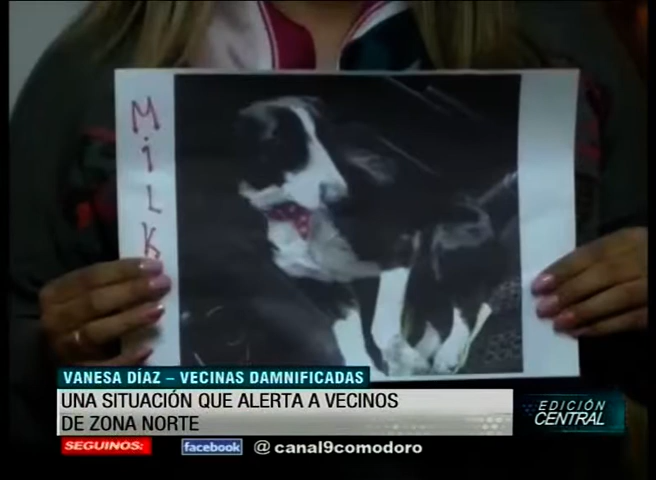 MilK
VANESA DÍAZ – VECINAS DAMNIFICADAS
UNA SITUACIÓN QUE ALERTA A VECINOS
DE ZONA NORTE
EDICIÓN
CENTRAL
SEGUINOS: facebook @canal9comodoro